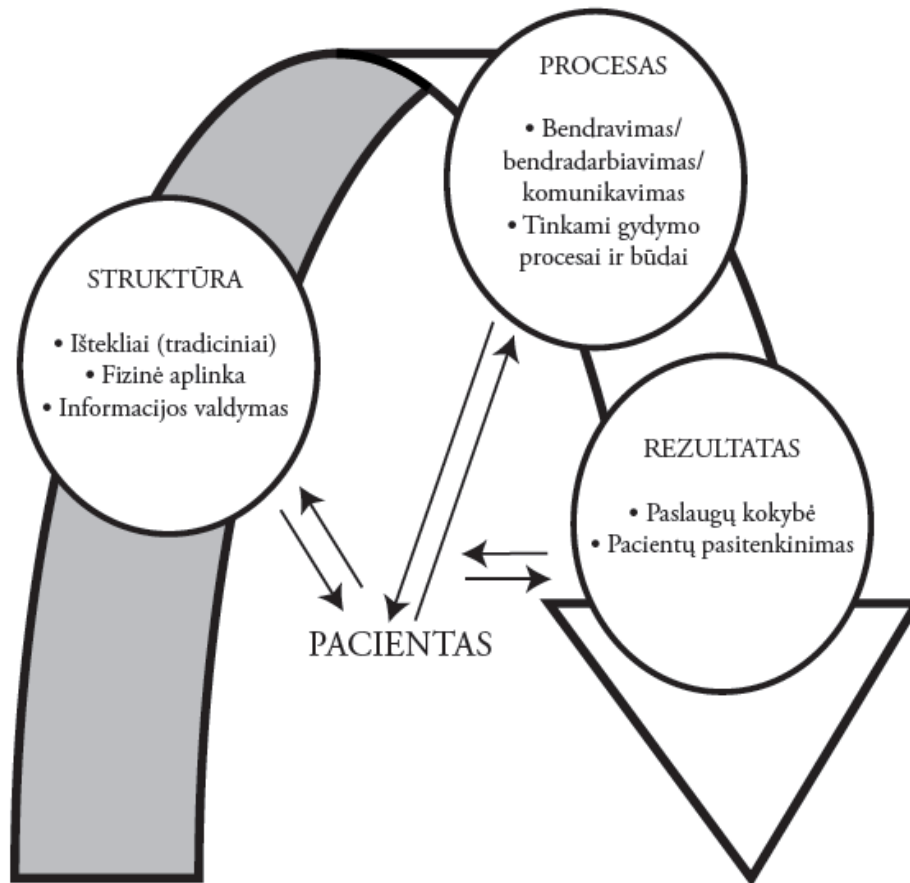 PROCESAS
• Bendravimas/
bendradarbiavimas/
komunikavimas
• Tinkami gydymo
procesai ir būdai
STRUKTŪRA
• Ištekliai (tradiciniai)
• Fizinė aplinka
• Informacijos valdymas
REZULTATAS
• Paslaugų kokybė
• Pacientų pasitenkinimas
PACIENTAS